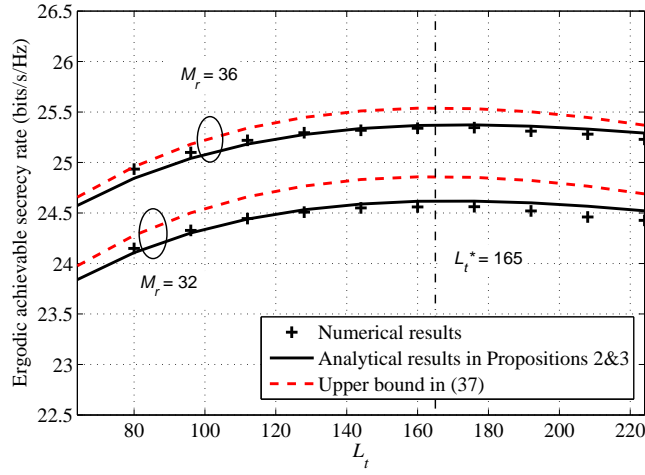 26.5
26
25.5
25
24.5
24
23.5
23
22.5
Ergodic achievable secrecy rate (bits/s/Hz)
M_r = 36
M_r = 32
L_t* = 165
Numerical results
Analytical results in Propositions 2&3
Upper bound in (37)
80 100 120 140 160 180 200 220
L_t